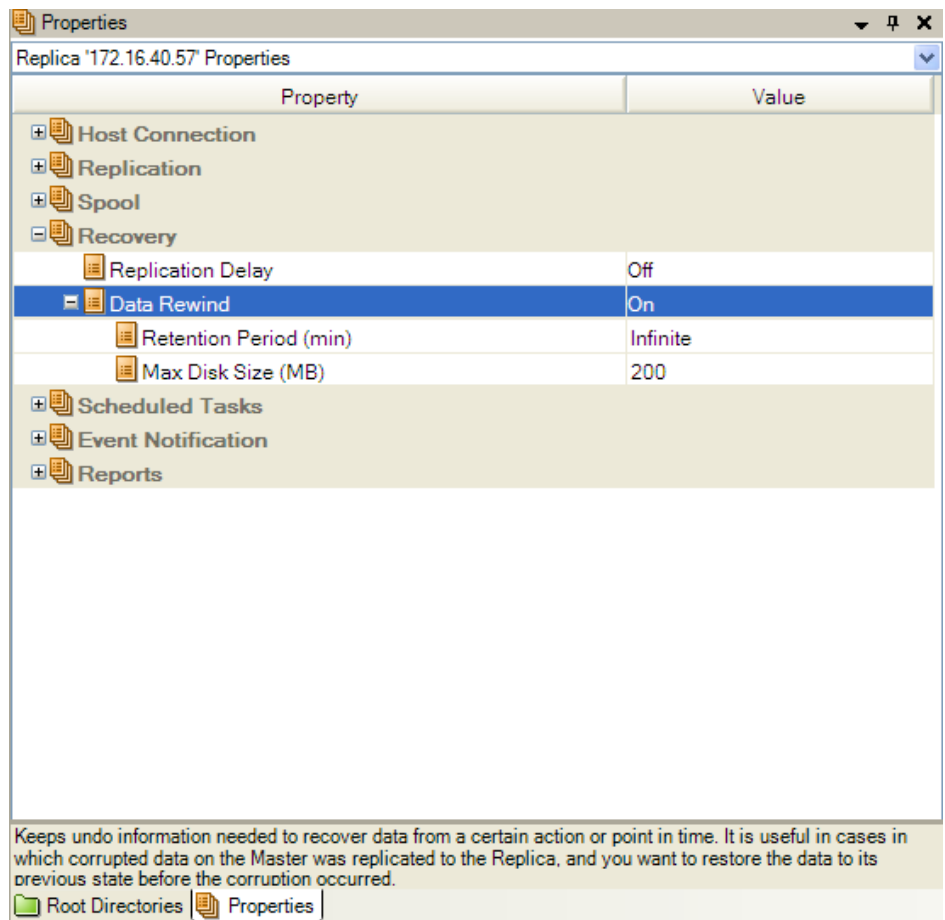 Properties
Replica '172.16.40.57' Properties
Property Value
Host Connection
Replication
Spool
Recovery
Replication Delay Off
Data Rewind On
Retention Period (min) Infinite
Max Disk Size (MB) 200
Scheduled Tasks
Event Notification
Reports
Keeps undo information needed to recover data from a certain action or point in time. It is useful in cases in
which corrupted data on the Master was replicated to the Replica, and you want to restore the data to its
previous state before the corruption occurred.
Root Directories Properties